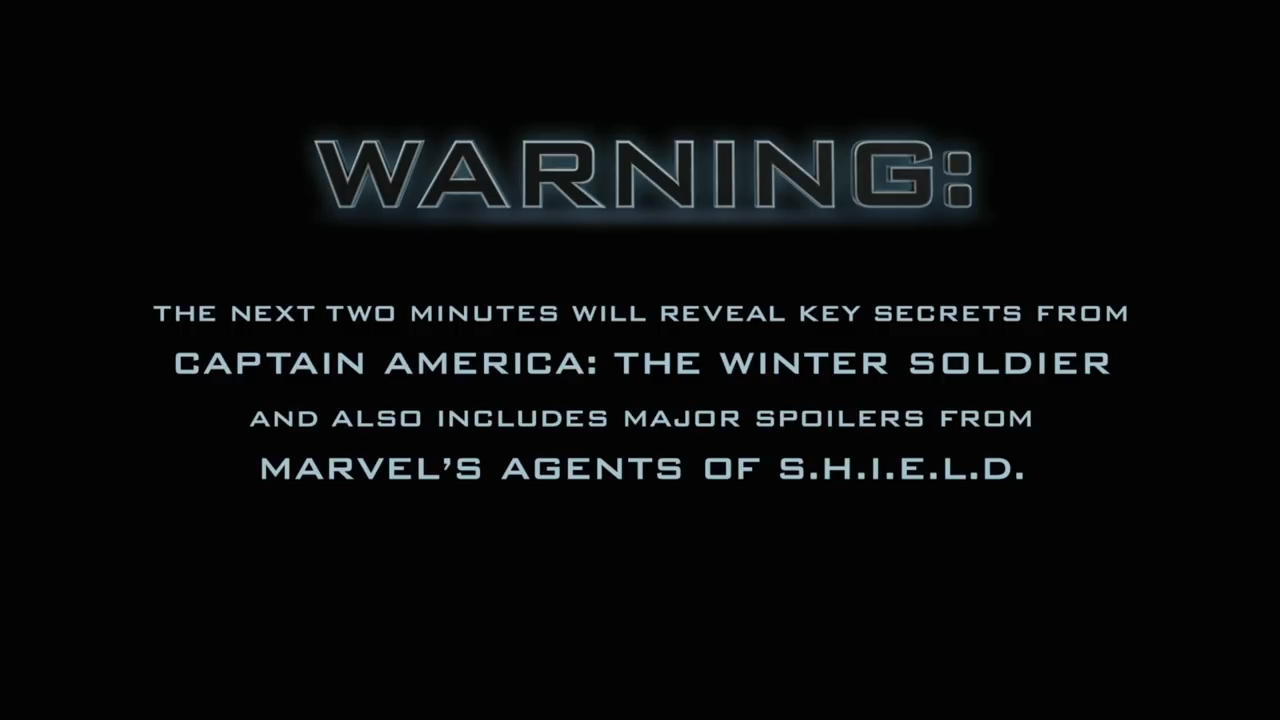 WARNING:
THE NEXT TWO MINUTES WILL REVEAL KEY SECRETS FROM
CAPTAIN AMERICA: THE WINTER SOLDIER
AND ALSO INCLUDES MAJOR SPOILERS FROM
MARVEL'S AGENTS OF S.H.I.E.L.D.